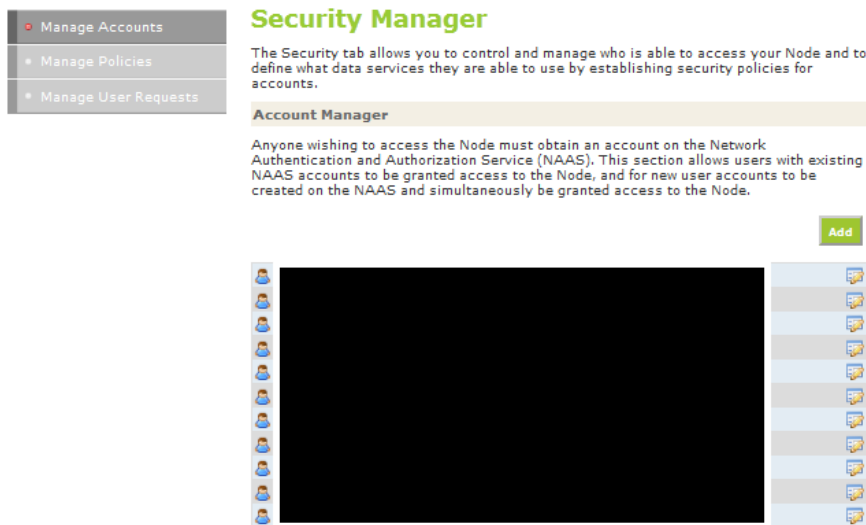 Manage Accounts
Manage Policies
Manage User Requests
Security Manager
The Security tab allows you to control and manage who is able to access your Node and to
define what data services they are able to use by establishing security policies for
accounts.
Account Manager
Anyone wishing to access the Node must obtain an account on the Network
Authentication and Authorization Service (NAAS). This section allows users with existing
NAAS accounts to be granted access to the Node, and for new user accounts to be
created on the NAAS and simultaneously be granted access to the Node.
Add